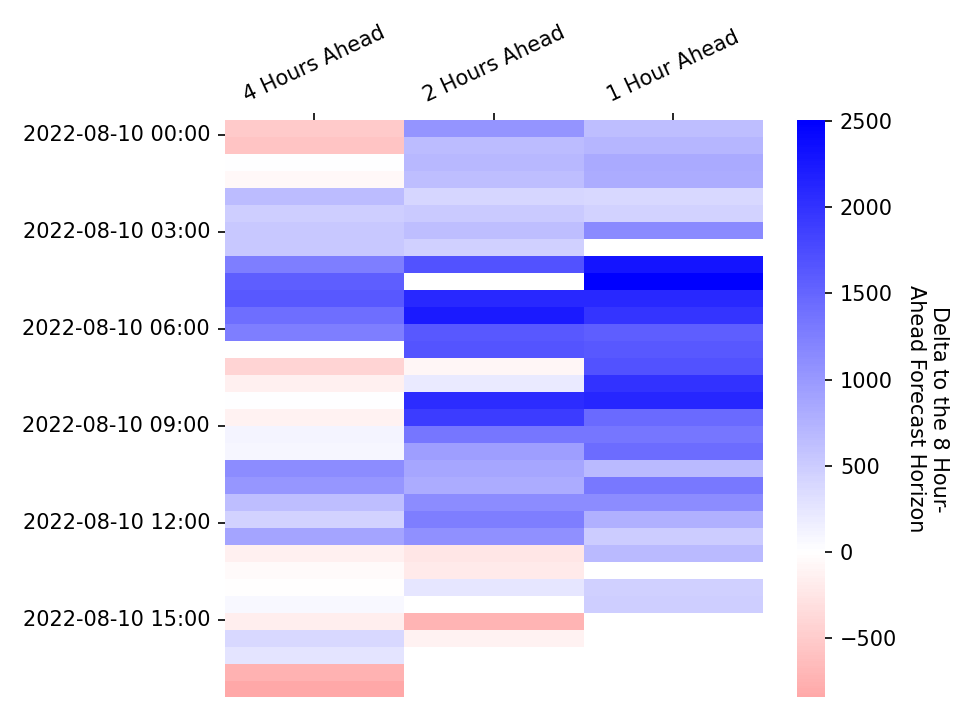 4 Hours Ahead
2 Hours Ahead
1 Hour Ahead
2022-08-10 00:00
2022-08-10 03:00
2022-08-10 06:00
2022-08-10 09:00
2022-08-10 12:00
2022-08-10 15:00
2500
2000
1500
1000
500
0
−500
Delta to the 8 Hour-
Ahead Forecast Horizon